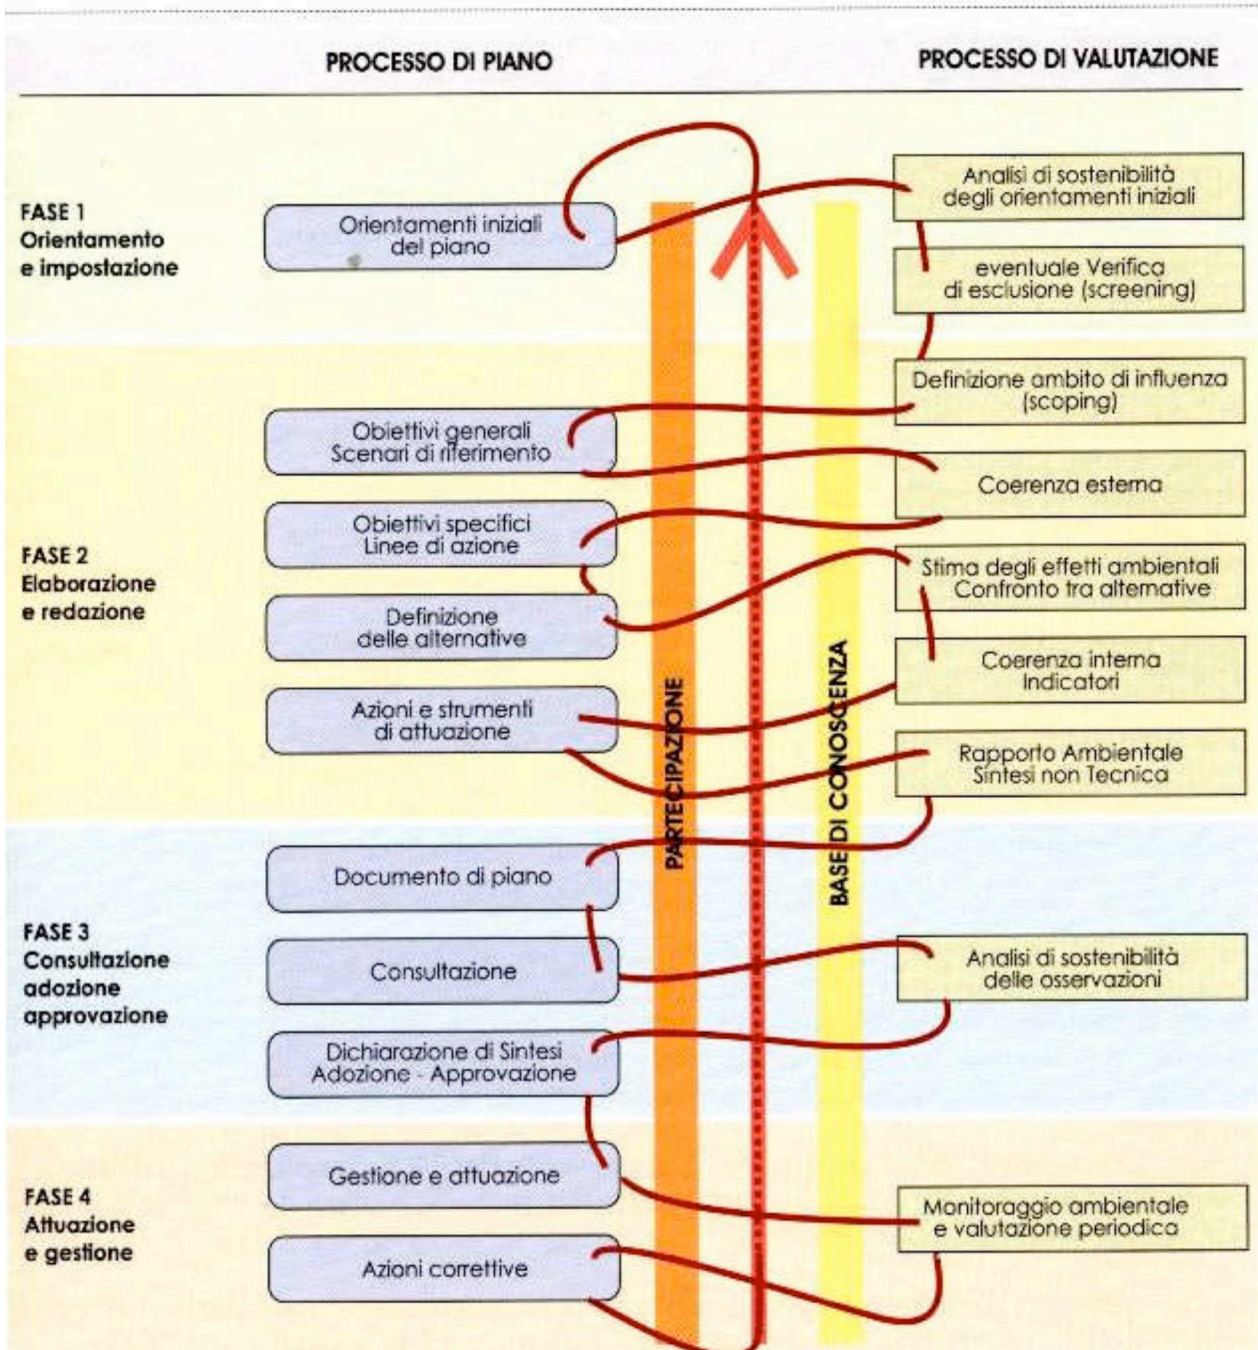 PROCESSO DI PIANO
PROCESSO DI VALUTAZIONE
FASE 1
Orientamento
e impostazione
Orientamenti iniziali
del piano
Analisi di sostenibilità
degli orientamenti iniziali
eventuale Verifica
di esclusione (screening)
FASE 2
Elaborazione
e redazione
Obiettivi generali
Scenari di riferimento
Obiettivi specifici
Linee di azione
Definizione
delle alternative
Azioni e strumenti
di attuazione
Definizione ambito di influenza
(scoping)
Coerenza esterna
Stima degli effetti ambientali
Confronto tra alternative
Coerenza interna
Indicatori
Rapporto Ambientale
Sintesi non Tecnica
PARTECIPAZIONE
BASE DI CONOSCENZA
FASE 3
Consultazione
adozione
approvazione
Documento di piano
Consultazione
Dichiarazione di Sintesi
Adozione - Approvazione
Analisi di sostenibilità
delle osservazioni
FASE 4
Attuazione
e gestione
Gestione e attuazione
Azioni correttive
Monitoraggio ambientale
e valutazione periodica